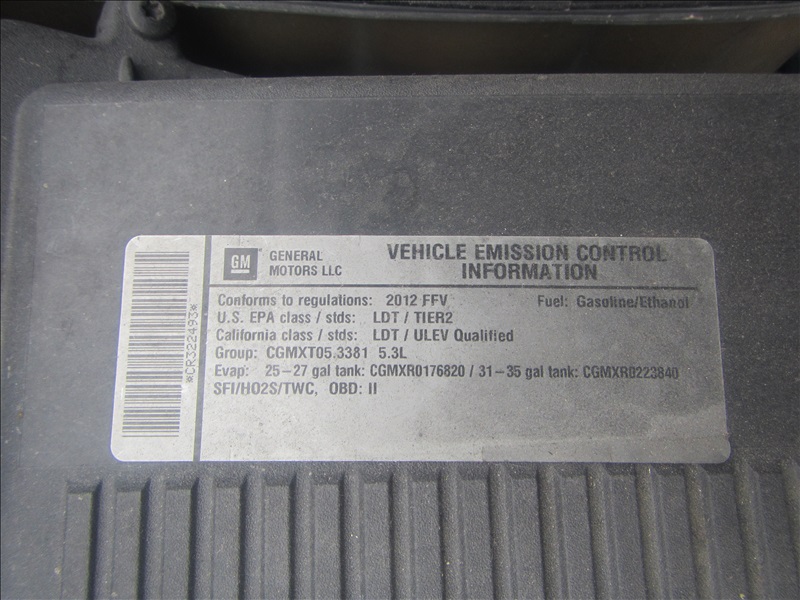 *CR322493*
GM
GENERAL
MOTORS LLC
VEHICLE EMISSION CONTROL
INFORMATION
Conforms to regulations: 2012 FFV Fuel: Gasoline/Ethanol
U.S. EPA class / stds: LDT / TIER2
California class / stds: LDT / ULEV Qualified
Group: CGMXT05.3381 5.3L
Evap: 25-27 gal tank: CGMXR0176820 / 31-35 gal tank: CGMXR0223840
SFI/HO2S/TWC, OBD: II